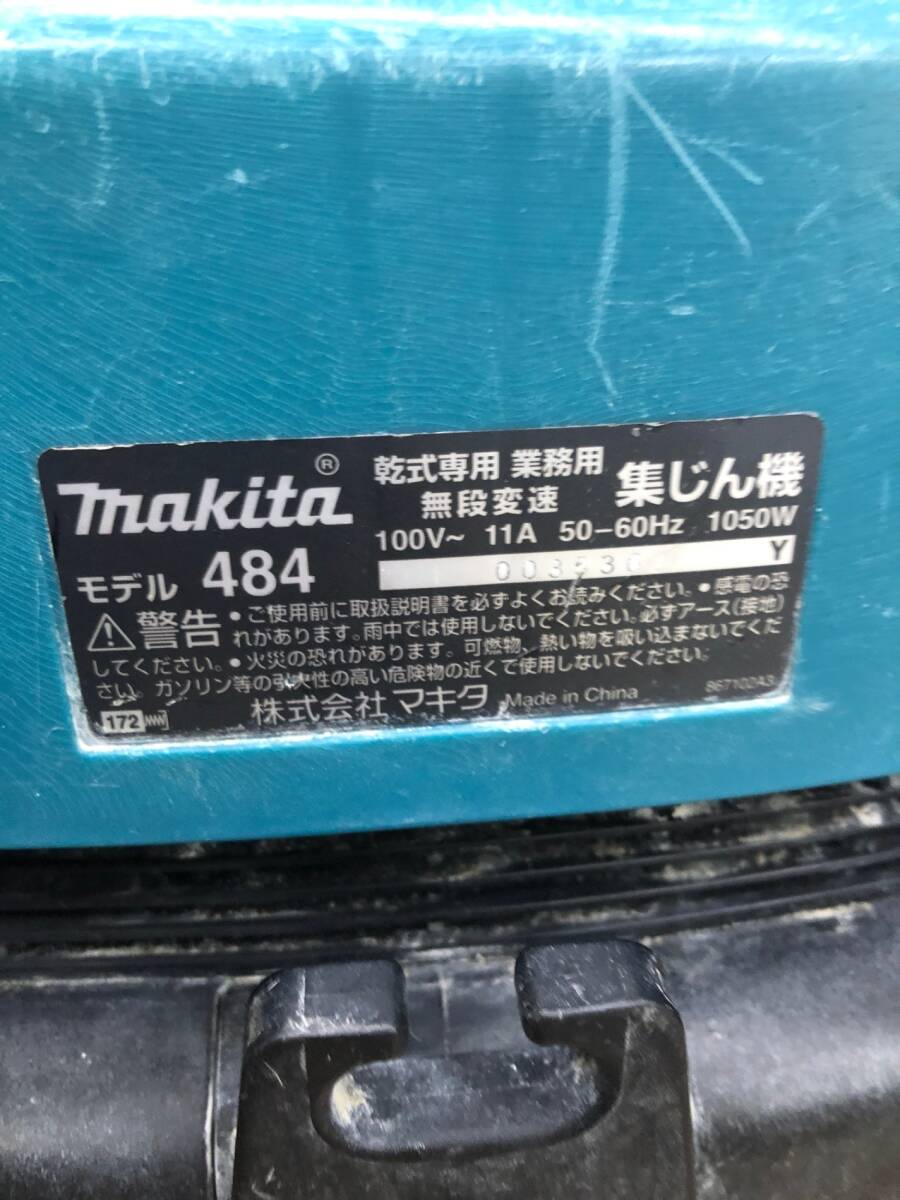 makita®
乾式専用 業務用
無段変速
集じん機
100V~ 11A 50-60Hz 1050W
モデル 484
Y
警告
●ご使用前に取扱説明書を必ずよくお読みください。●感電の恐
れがあります。雨中では使用しないでください。必ずアース(接地)
してください。●火災の恐れがあります。可燃物、熱い物を吸い込まないでくだ
さい。ガソリン等の引火性の高い危険物の近くで使用しないでください。
172
株式会社 マキタ Made in China
867102A3